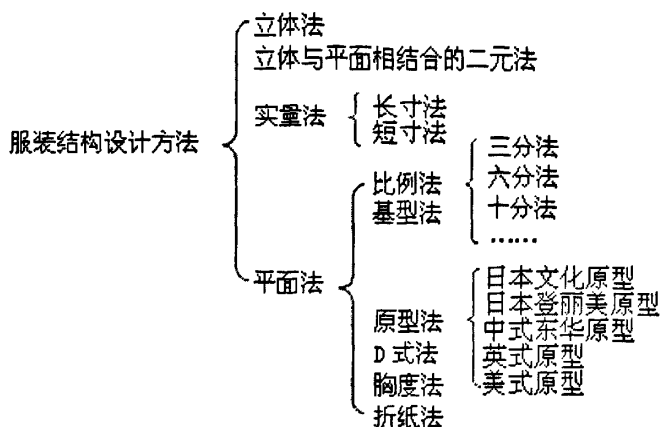 服装结构设计方法
立体法
立体与平面相结合的二元法
实量法
长寸法
短寸法
平面法
比例法
基型法
三分法
六分法
十分法
……
原型法
日本文化原型
日本登丽美原型
中式东华原型
英式原型
美式原型
D式法
胸度法
折纸法